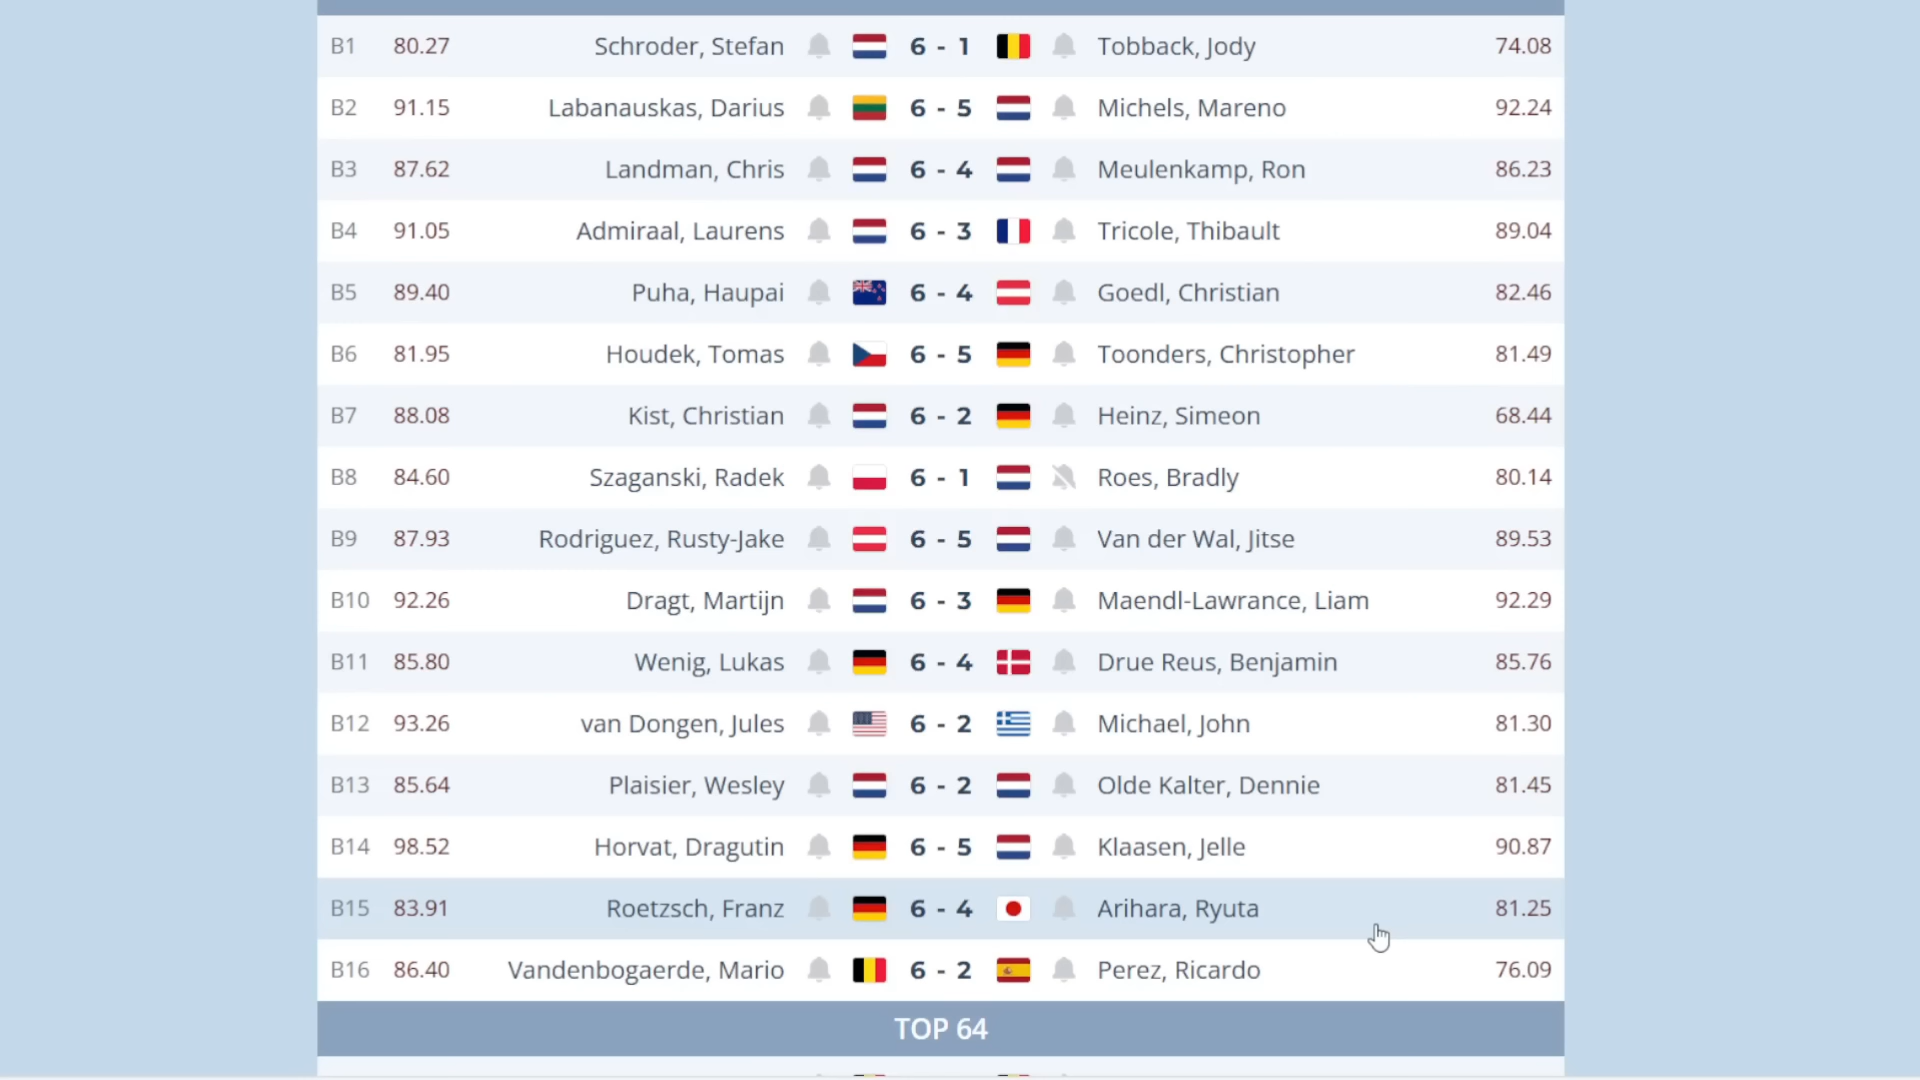 B1 80.27 Schroder, Stefan 6 - 1 Tobback, Jody 74.08
B2 91.15 Labanauskas, Darius 6 - 5 Michels, Mareno 92.24
B3 87.62 Landman, Chris 6 - 4 Meulenkamp, Ron 86.23
B4 91.05 Admiraal, Laurens 6 - 3 Tricole, Thibault 89.04
B5 89.40 Puha, Haupai 6 - 4 Goedl, Christian 82.46
B6 81.95 Houdek, Tomas 6 - 5 Toonders, Christopher 81.49
B7 88.08 Kist, Christian 6 - 2 Heinz, Simeon 68.44
B8 84.60 Szaganski, Radek 6 - 1 Roes, Bradly 80.14
B9 87.93 Rodriguez, Rusty-Jake 6 - 5 Van der Wal, Jitse 89.53
B10 92.26 Dragt, Martijn 6 - 3 Maendl-Lawrance, Liam 92.29
B11 85.80 Wenig, Lukas 6 - 4 Drue Reus, Benjamin 85.76
B12 93.26 van Dongen, Jules 6 - 2 Michael, John 81.30
B13 85.64 Plaisier, Wesley 6 - 2 Olde Kalter, Dennie 81.45
B14 98.52 Horvat, Dragutin 6 - 5 Klaasen, Jelle 90.87
B15 83.91 Roetzsch, Franz 6 - 4 Arihara, Ryuta 81.25
B16 86.40 Vandenbogaerde, Mario 6 - 2 Perez, Ricardo 76.09
TOP 64